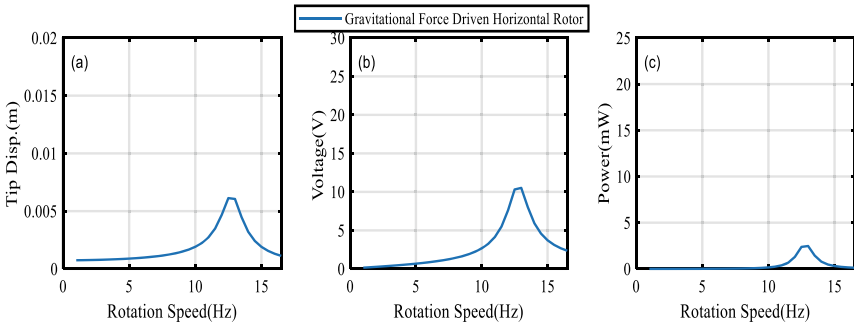 Gravitational Force Driven Horizontal Rotor
(a)
0.02
0.015
0.01
0.005
0
0 5 10 15
Tip Disp.(m)
Rotation Speed(Hz)
(b)
30
25
20
15
10
5
0
0 5 10 15
Voltage(V)
Rotation Speed(Hz)
(c)
25
20
15
10
5
0
0 5 10 15
Power(mW)
Rotation Speed(Hz)